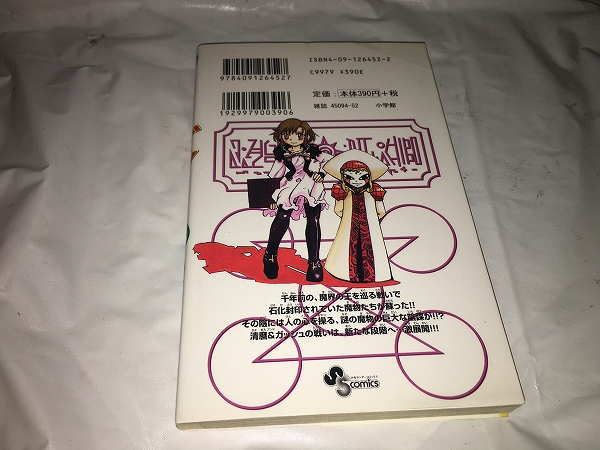 9784091264527
ISBN4-09-126452-2
C9979 ¥390E
1929979003906
定価：本体390円＋税
雑誌 45094-52 小学館
千年前の、魔界の王を巡る戦いで
石化封印されていた魔物たちが蘇った!!
その陰には人の心を操る、謎の魔物の巨大な陰謀が!!?
清麿&ガッシュの戦いは、新たな段階へ…激展開!!!
SScomics